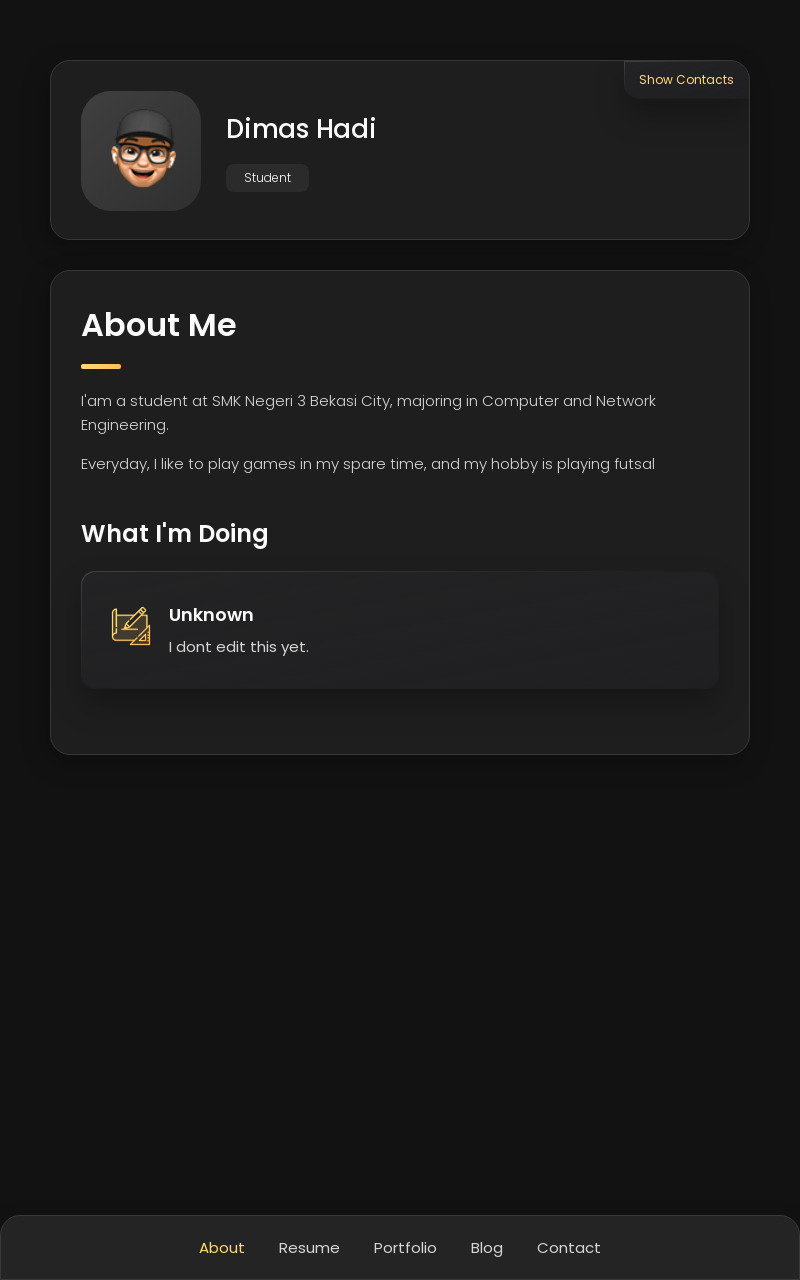 Show Contacts
Dimas Hadi
Student
About Me
I'am a student at SMK Negeri 3 Bekasi City, majoring in Computer and Network
Engineering.
Everyday, I like to play games in my spare time, and my hobby is playing futsal
What I'm Doing
Unknown
I dont edit this yet.
About Resume Portfolio Blog Contact